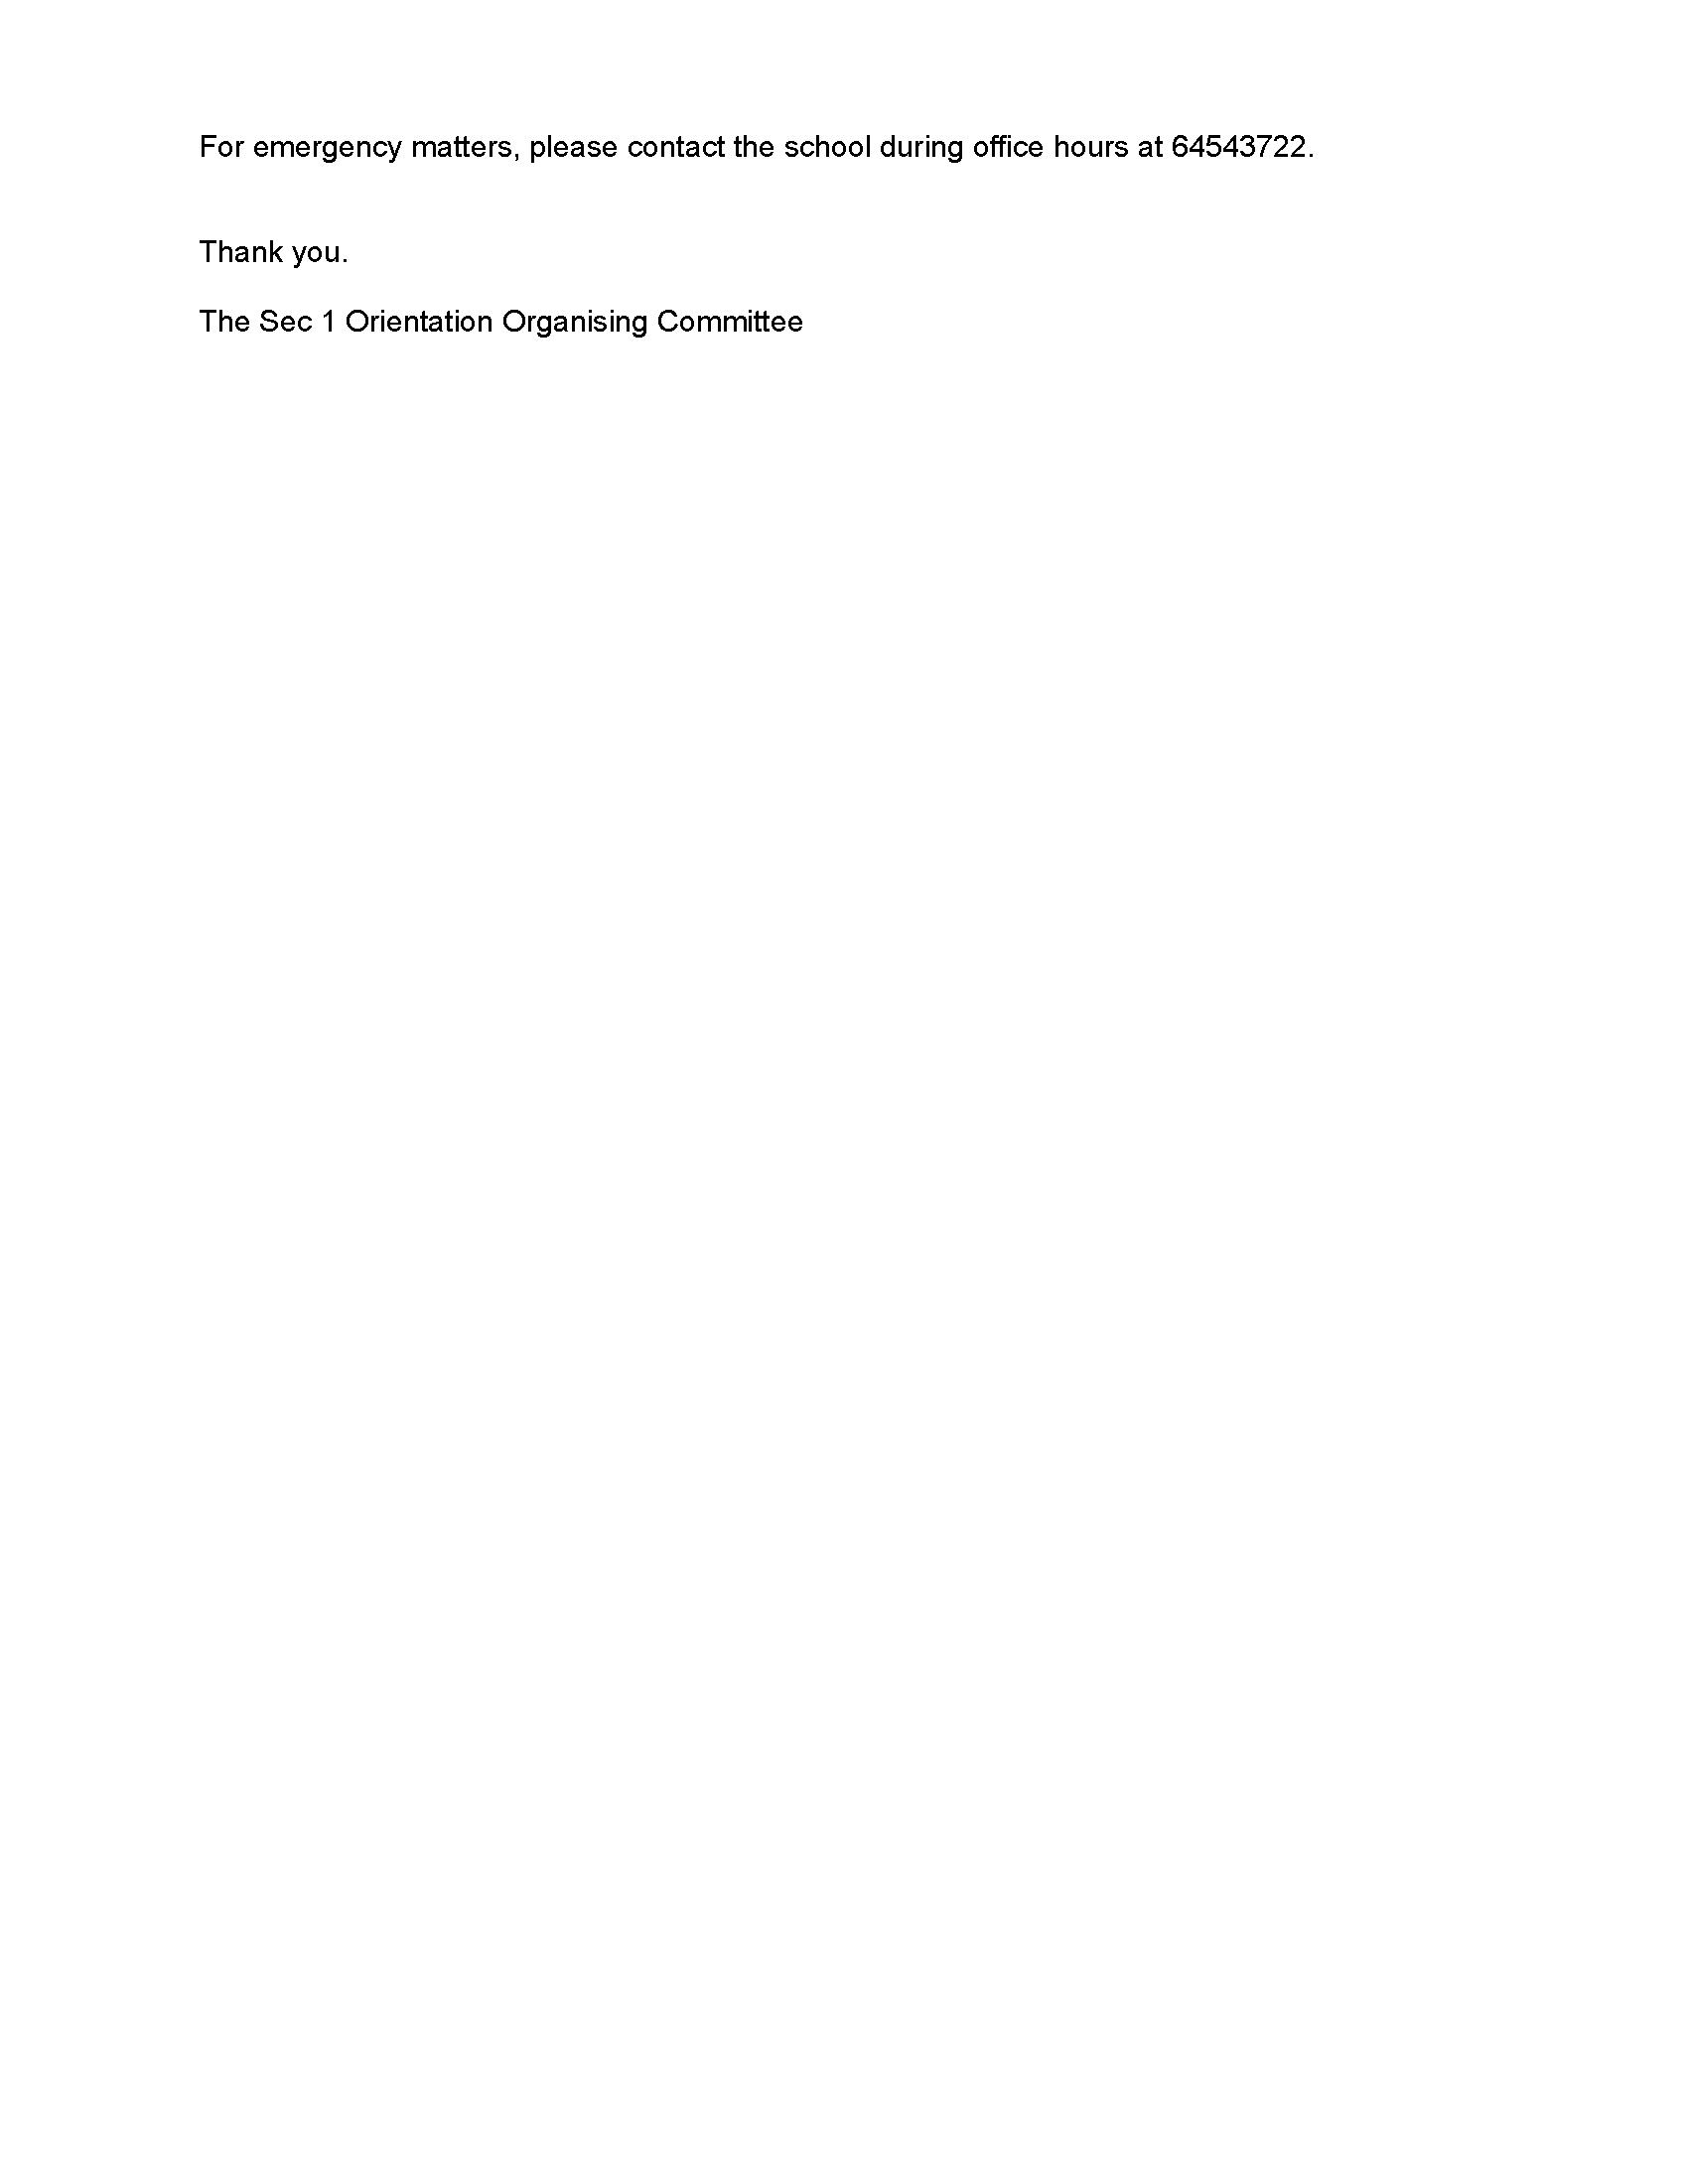 For emergency matters, please contact the school during office hours at 64543722.
Thank you.
The Sec 1 Orientation Organising Committee